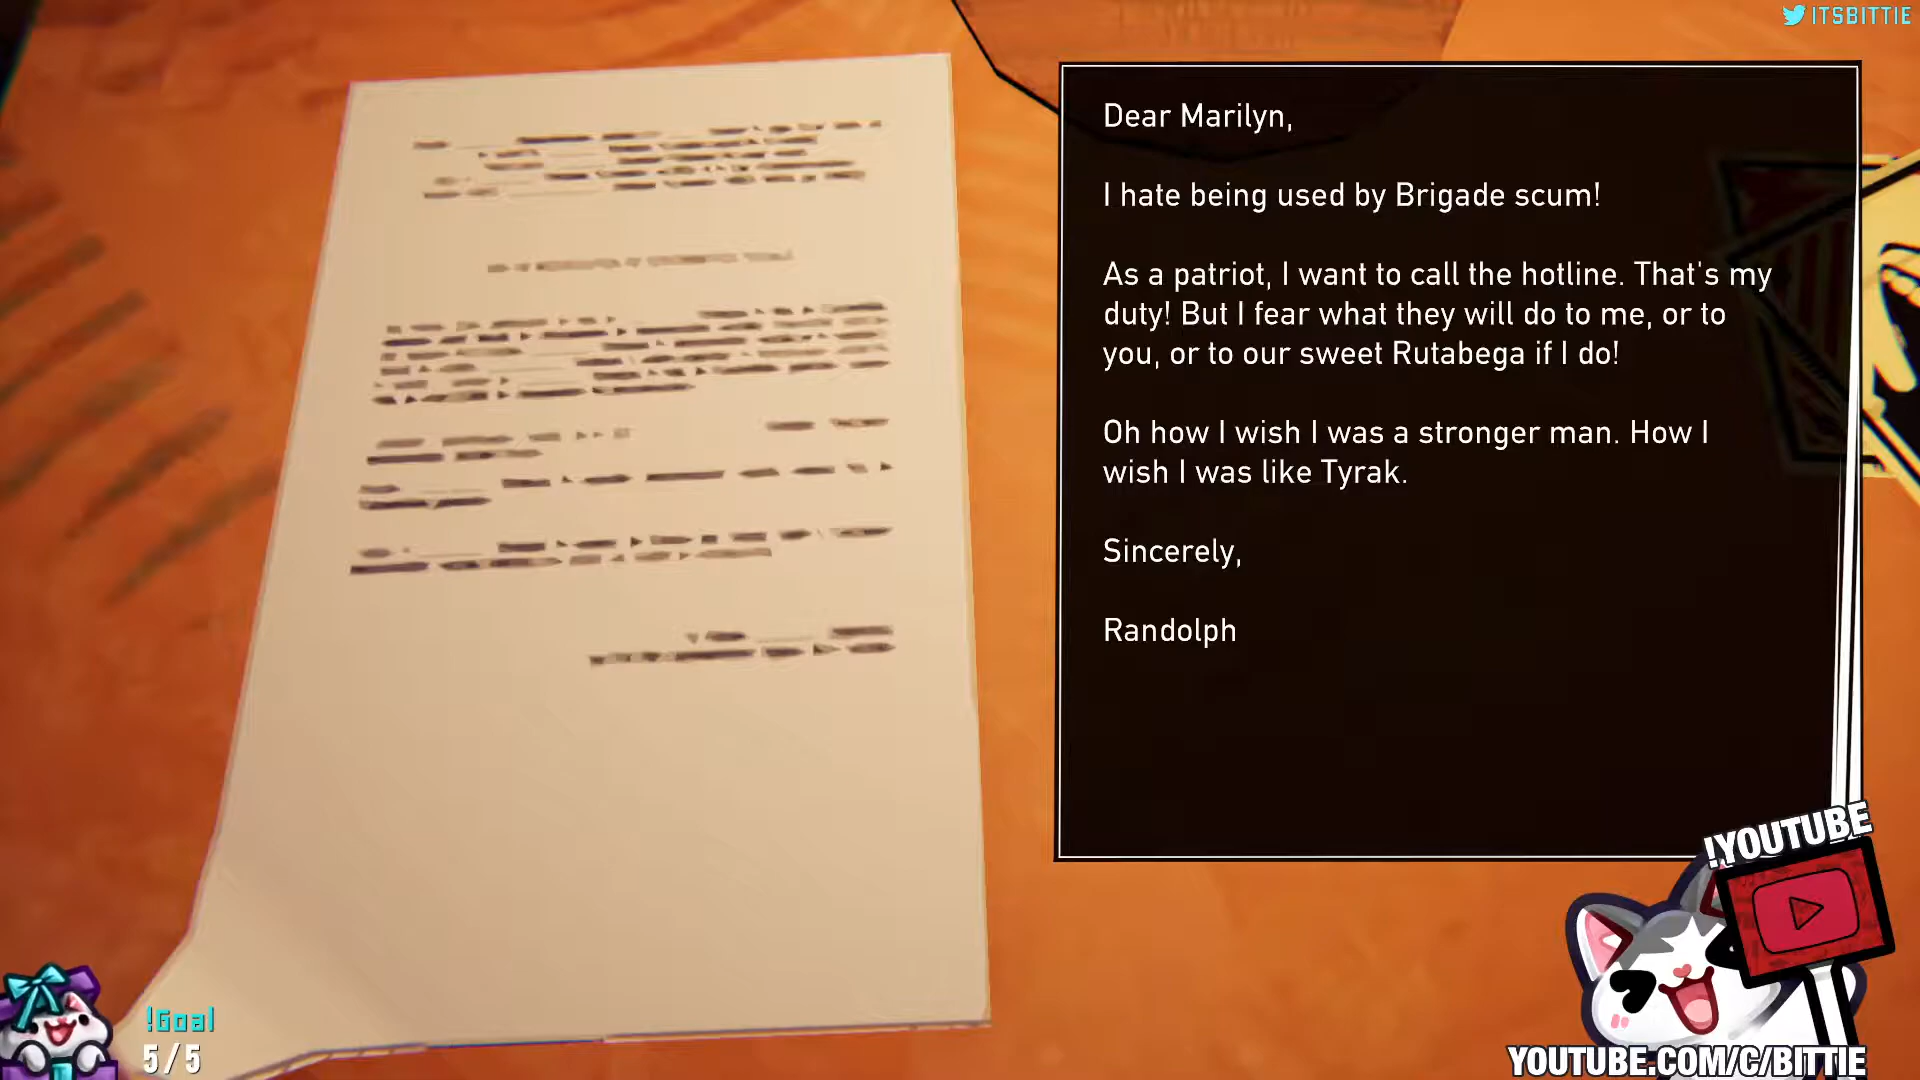 ITSBITTIE
Dear Marilyn,
I hate being used by Brigade scum!
As a patriot, I want to call the hotline. That's my
duty! But I fear what they will do to me, or to
you, or to our sweet Rutabega if I do!
Oh how I wish I was a stronger man. How I
wish I was like Tyrak.
Sincerely,
Randolph
!YOUTUBE
!Goal
5/5
YOUTUBE.COM/C/BITTIE